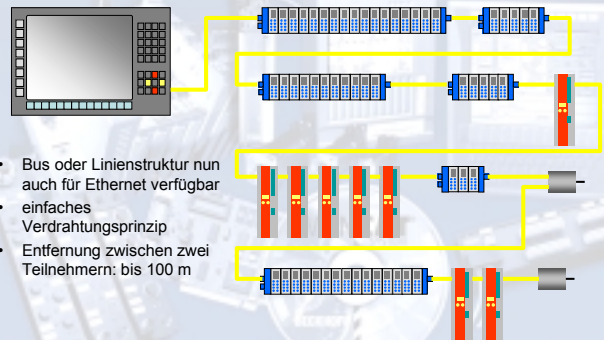 • Bus oder Linienstruktur nun
auch für Ethernet verfügbar
• einfaches
Verdrahtungsprinzip
• Entfernung zwischen zwei
Teilnehmern: bis 100 m